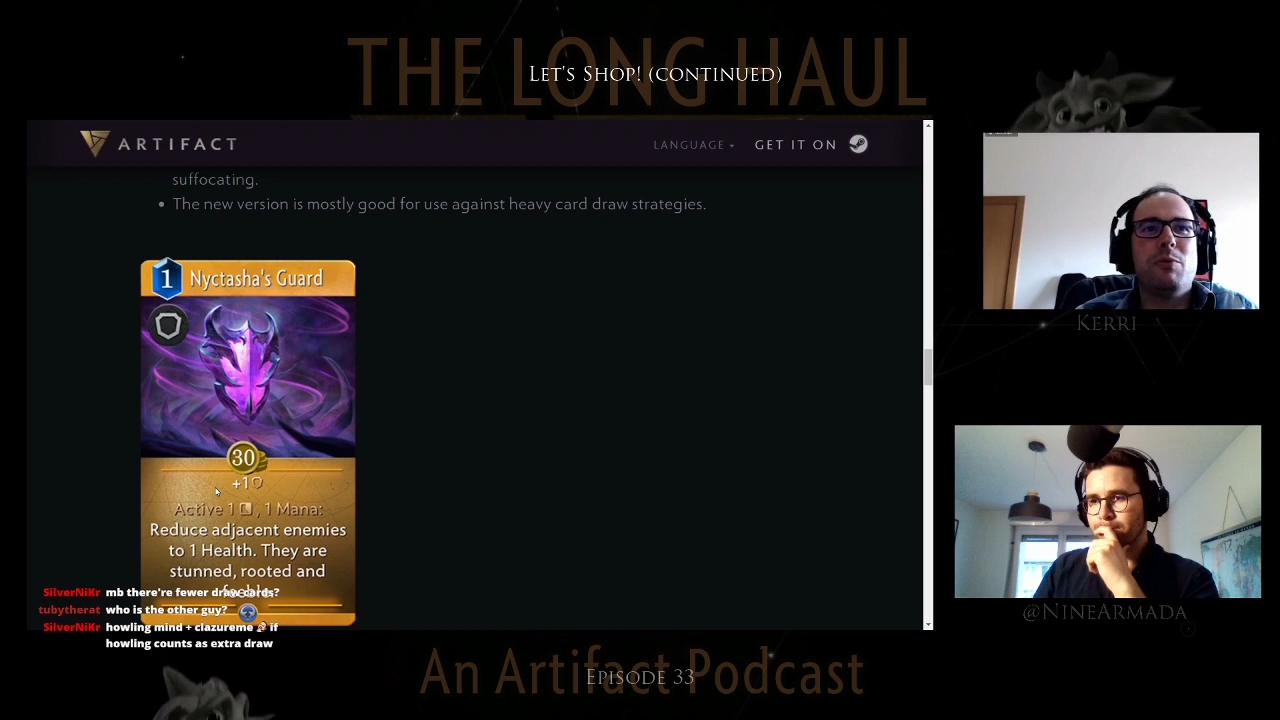 THE LONG HAUL
LET'S SHOP! (CONTINUED)
ARTIFACT
LANGUAGE
GET IT ON
suffocating.
• The new version is mostly good for use against heavy card draw strategies.
1
Nyctasha's Guard
30
+1
Active 1 , 1 Mana:
Reduce adjacent enemies
to 1 Health. They are
stunned, rooted and
SilverNiKr mb there're fewer draw cards?
tubytherat who is the other guy?
SilverNiKr howling mind + clazureme if
howling counts as extra draw
KERRI
@NINEARMADA
An Artifact Podcast
EPISODE 33